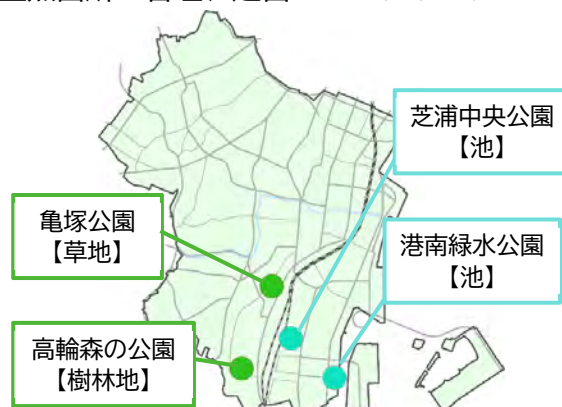 芝浦中央公園
【池】
亀塚公園
【草地】
港南緑水公園
【池】
高輪森の公園
【樹林地】